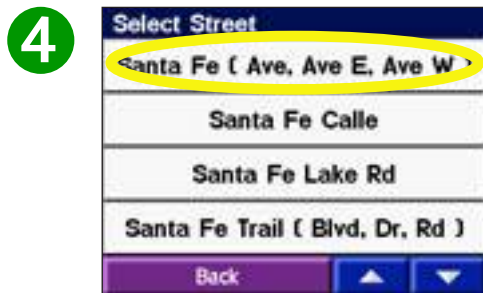 4
Select Street
Santa Fe ( Ave, Ave E, Ave W )
Santa Fe Calle
Santa Fe Lake Rd
Santa Fe Trail ( Blvd, Dr, Rd )
Back